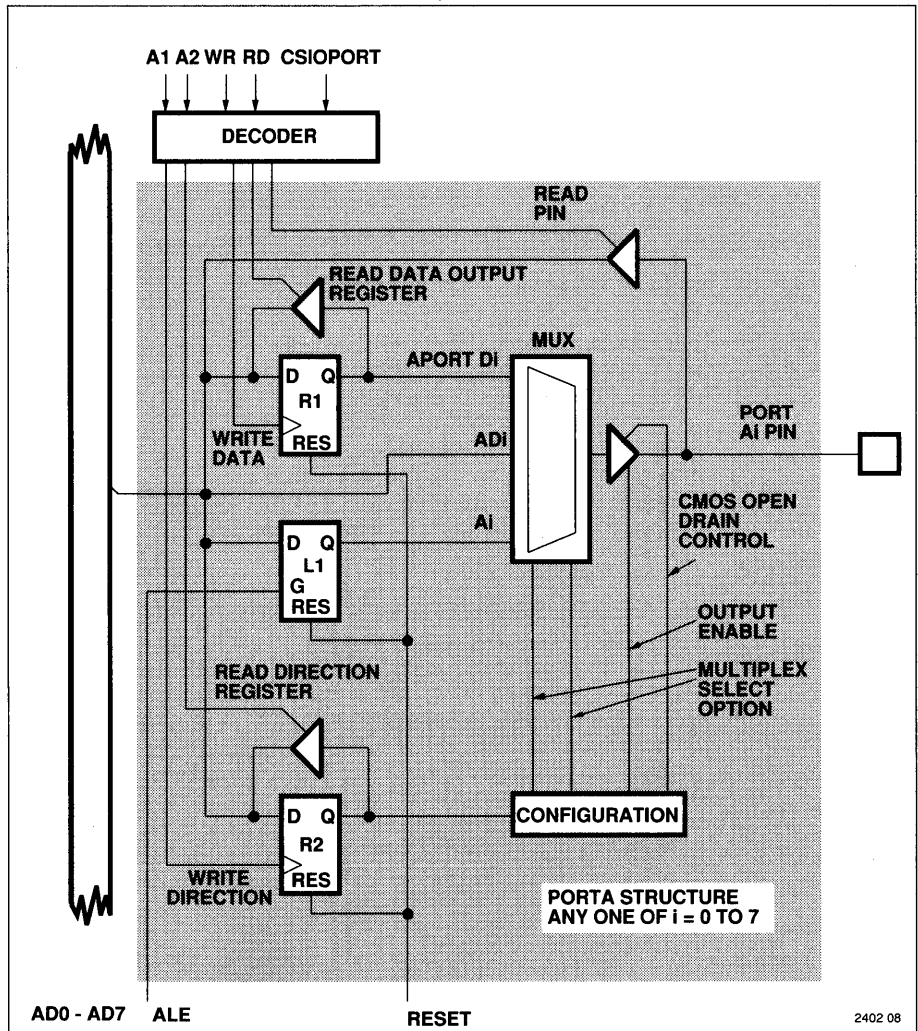 A1 A2 WR RD CSIOPORT
DECODER
READ
PIN
READ DATA OUTPUT
REGISTER
MUX
APORT Di
D Q
R1
RES
WRITE
DATA
ADi
PORT
Ai PIN
Ai
CMOS OPEN
DRAIN
CONTROL
D Q
L1
G
RES
OUTPUT
ENABLE
READ DIRECTION
REGISTER
MULTIPLEX
SELECT
OPTION
D Q
R2
RES
CONFIGURATION
WRITE
DIRECTION
PORTA STRUCTURE
ANY ONE OF i = 0 TO 7
AD0 - AD7 ALE
RESET
2402 08